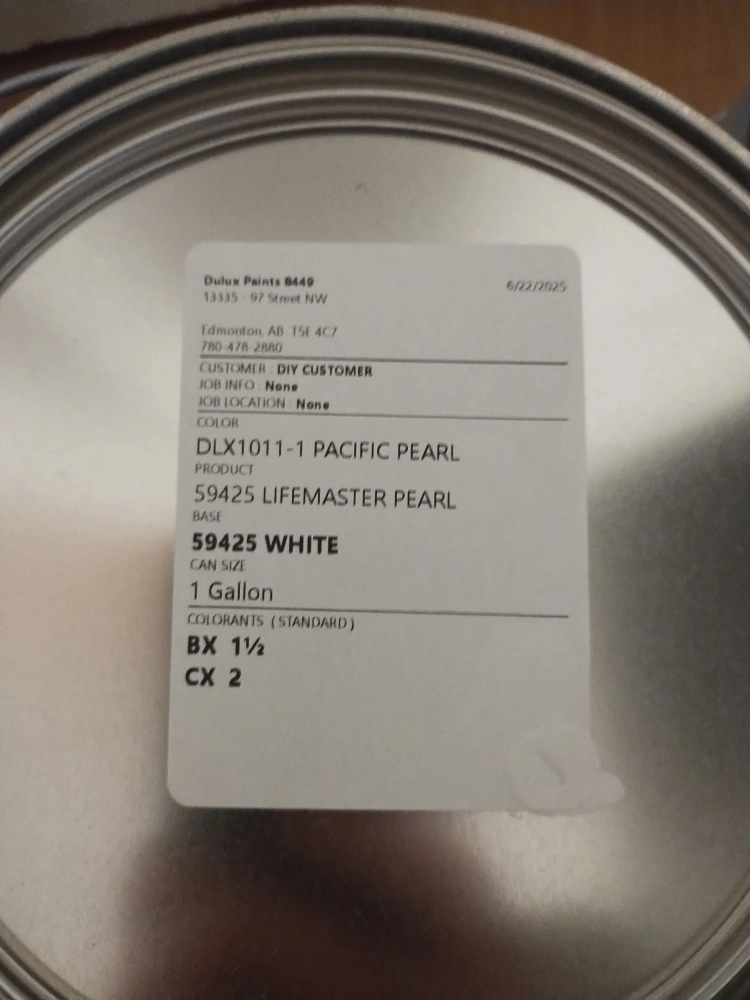 Dulux Paints 8449
6/22/2025
13335 - 97 Street NW
Edmonton, AB T5E 4C7
780-478-2880
CUSTOMER : DIY CUSTOMER
JOB INFO : None
JOB LOCATION : None
COLOR
DLX1011-1 PACIFIC PEARL
PRODUCT
59425 LIFEMASTER PEARL
BASE
59425 WHITE
CAN SIZE
1 Gallon
COLORANTS (STANDARD)
BX 1½
CX 2